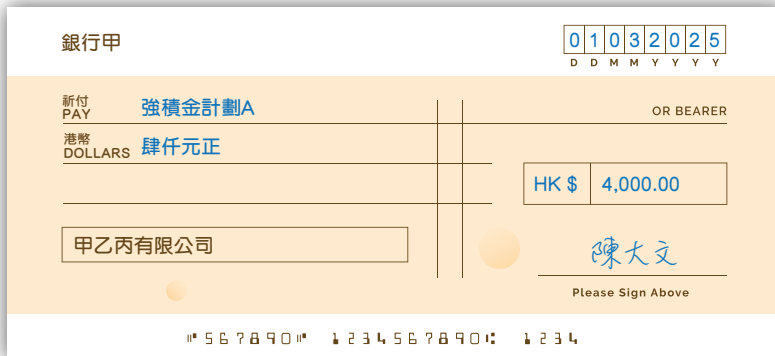 銀行甲
01032025
D D M M Y Y Y Y
祈付
PAY 強積金計劃A
OR BEARER
港幣
DOLLARS 肆仟元正
HK $ 4,000.00
甲乙丙有限公司
陳大文
Please Sign Above
⑈567890⑈ 1234567890⑆ 1234